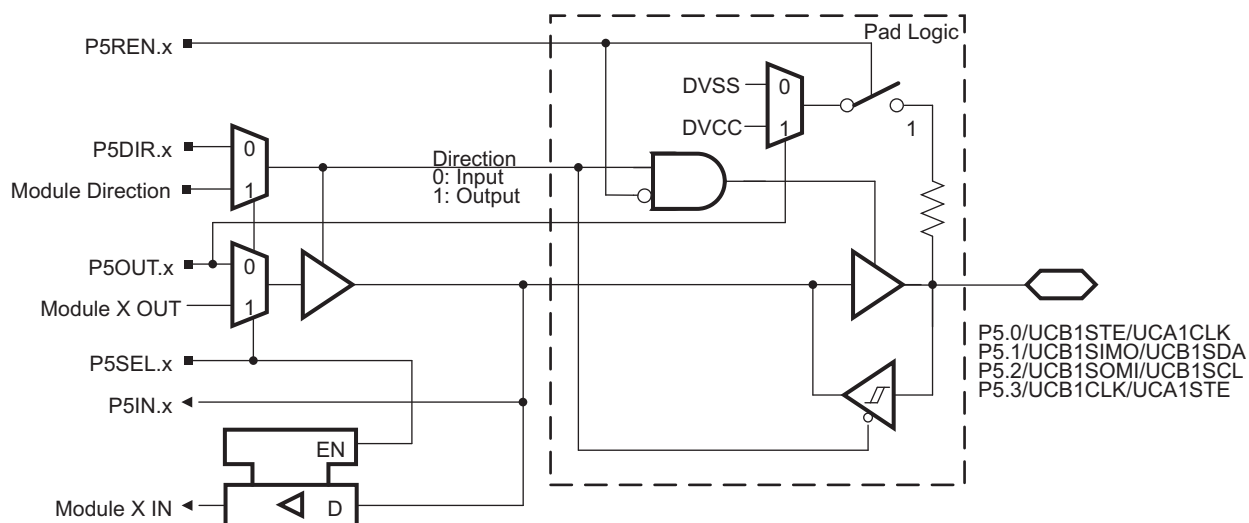 Pad Logic
P5REN.x
DVSS
0
DVCC
1
1
P5DIR.x
0
Module Direction
1
Direction
0: Input
1: Output
P5OUT.x
0
Module X OUT
1
P5SEL.x
P5IN.x
EN
Module X IN
D
P5.0/UCB1STE/UCA1CLK
P5.1/UCB1SIMO/UCB1SDA
P5.2/UCB1SOMI/UCB1SCL
P5.3/UCB1CLK/UCA1STE